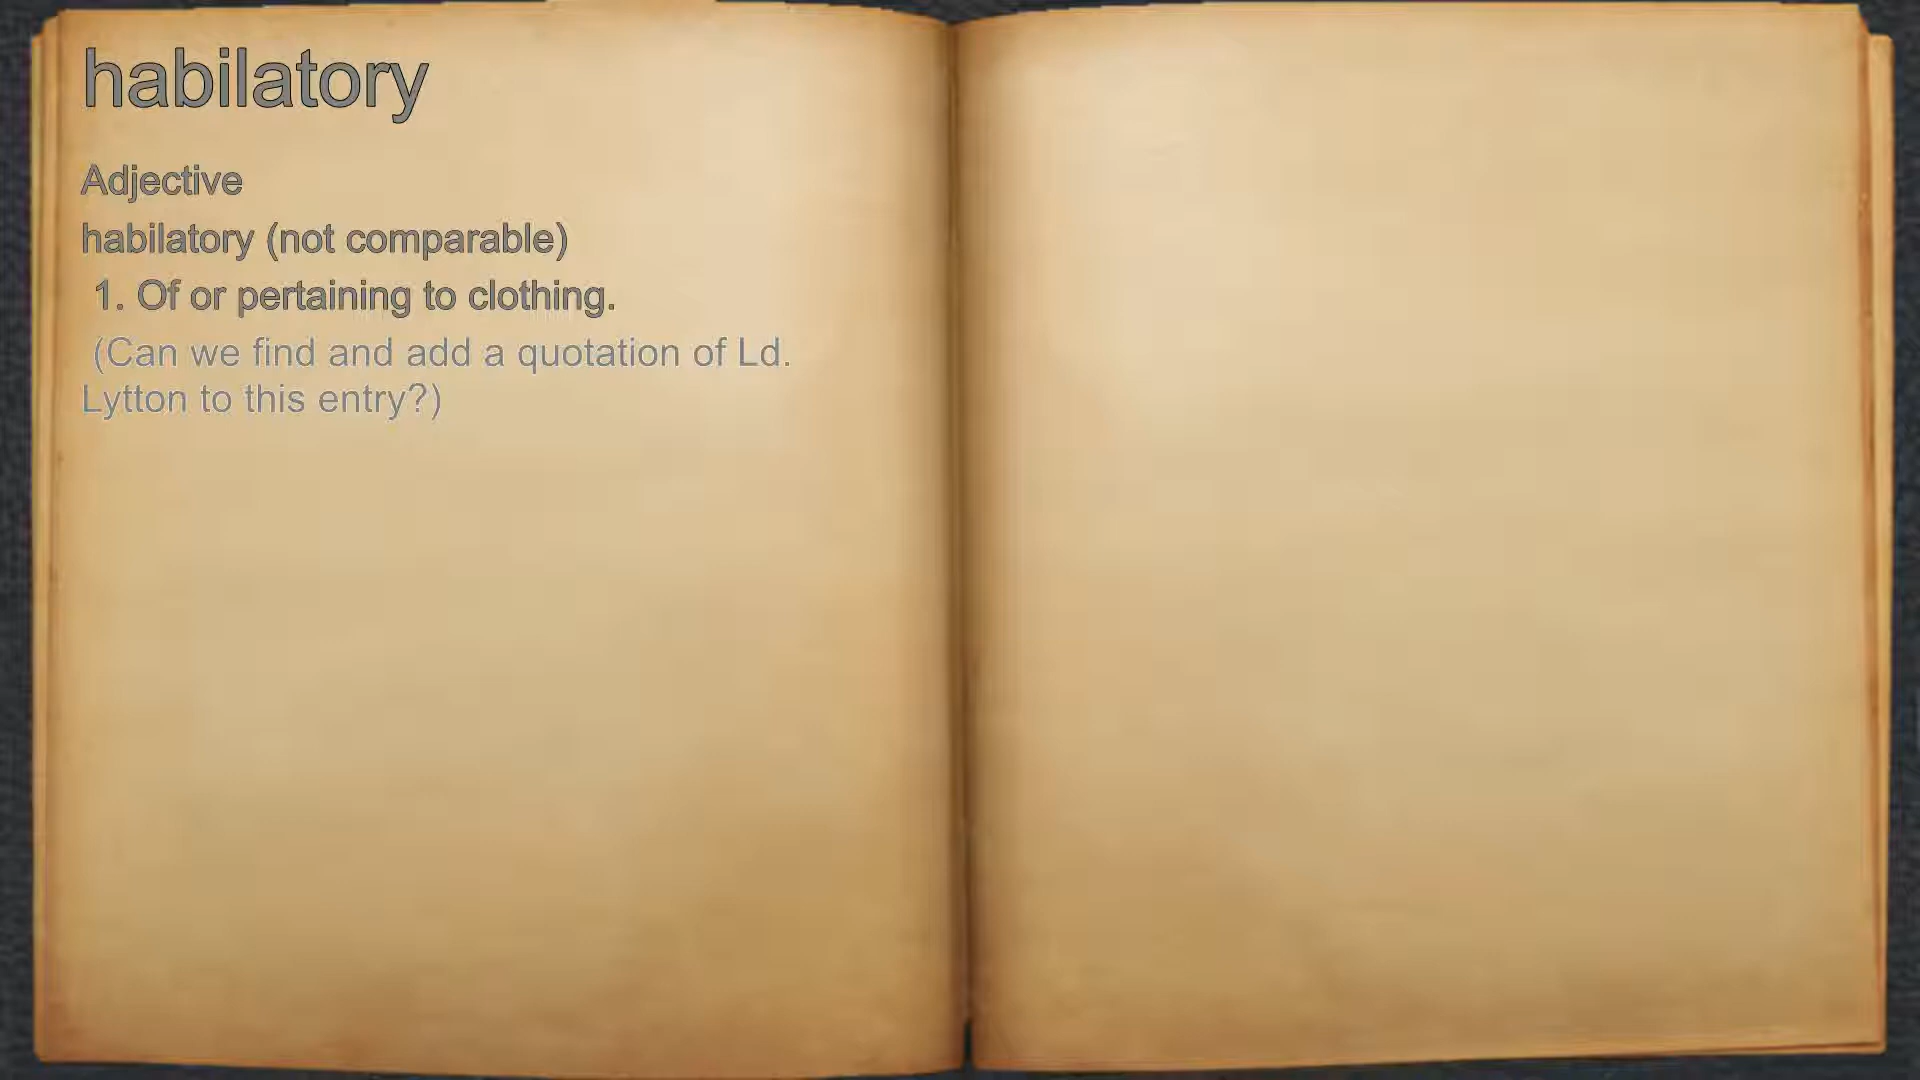 habilatory
Adjective
habilatory (not comparable)
1. Of or pertaining to clothing.
(Can we find and add a quotation of Ld.
Lytton to this entry?)